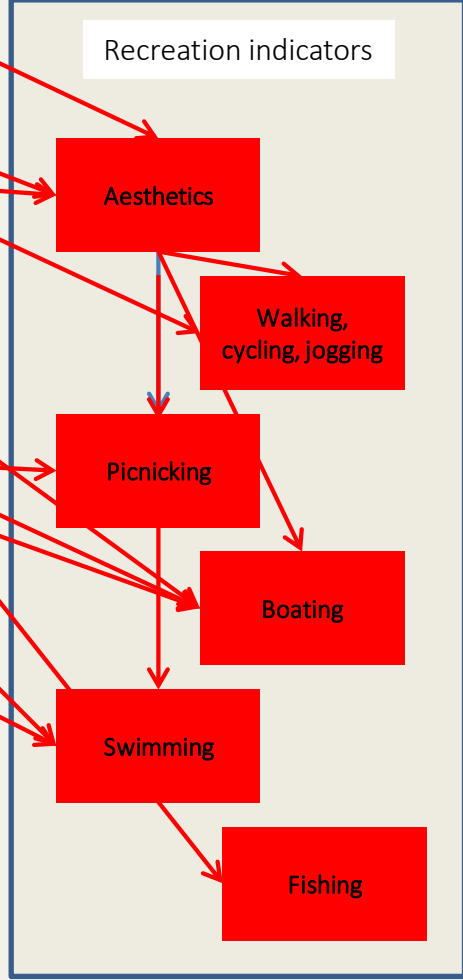 Recreation indicators
Aesthetics
Walking,
cycling, jogging
Picnicking
Boating
Swimming
Fishing